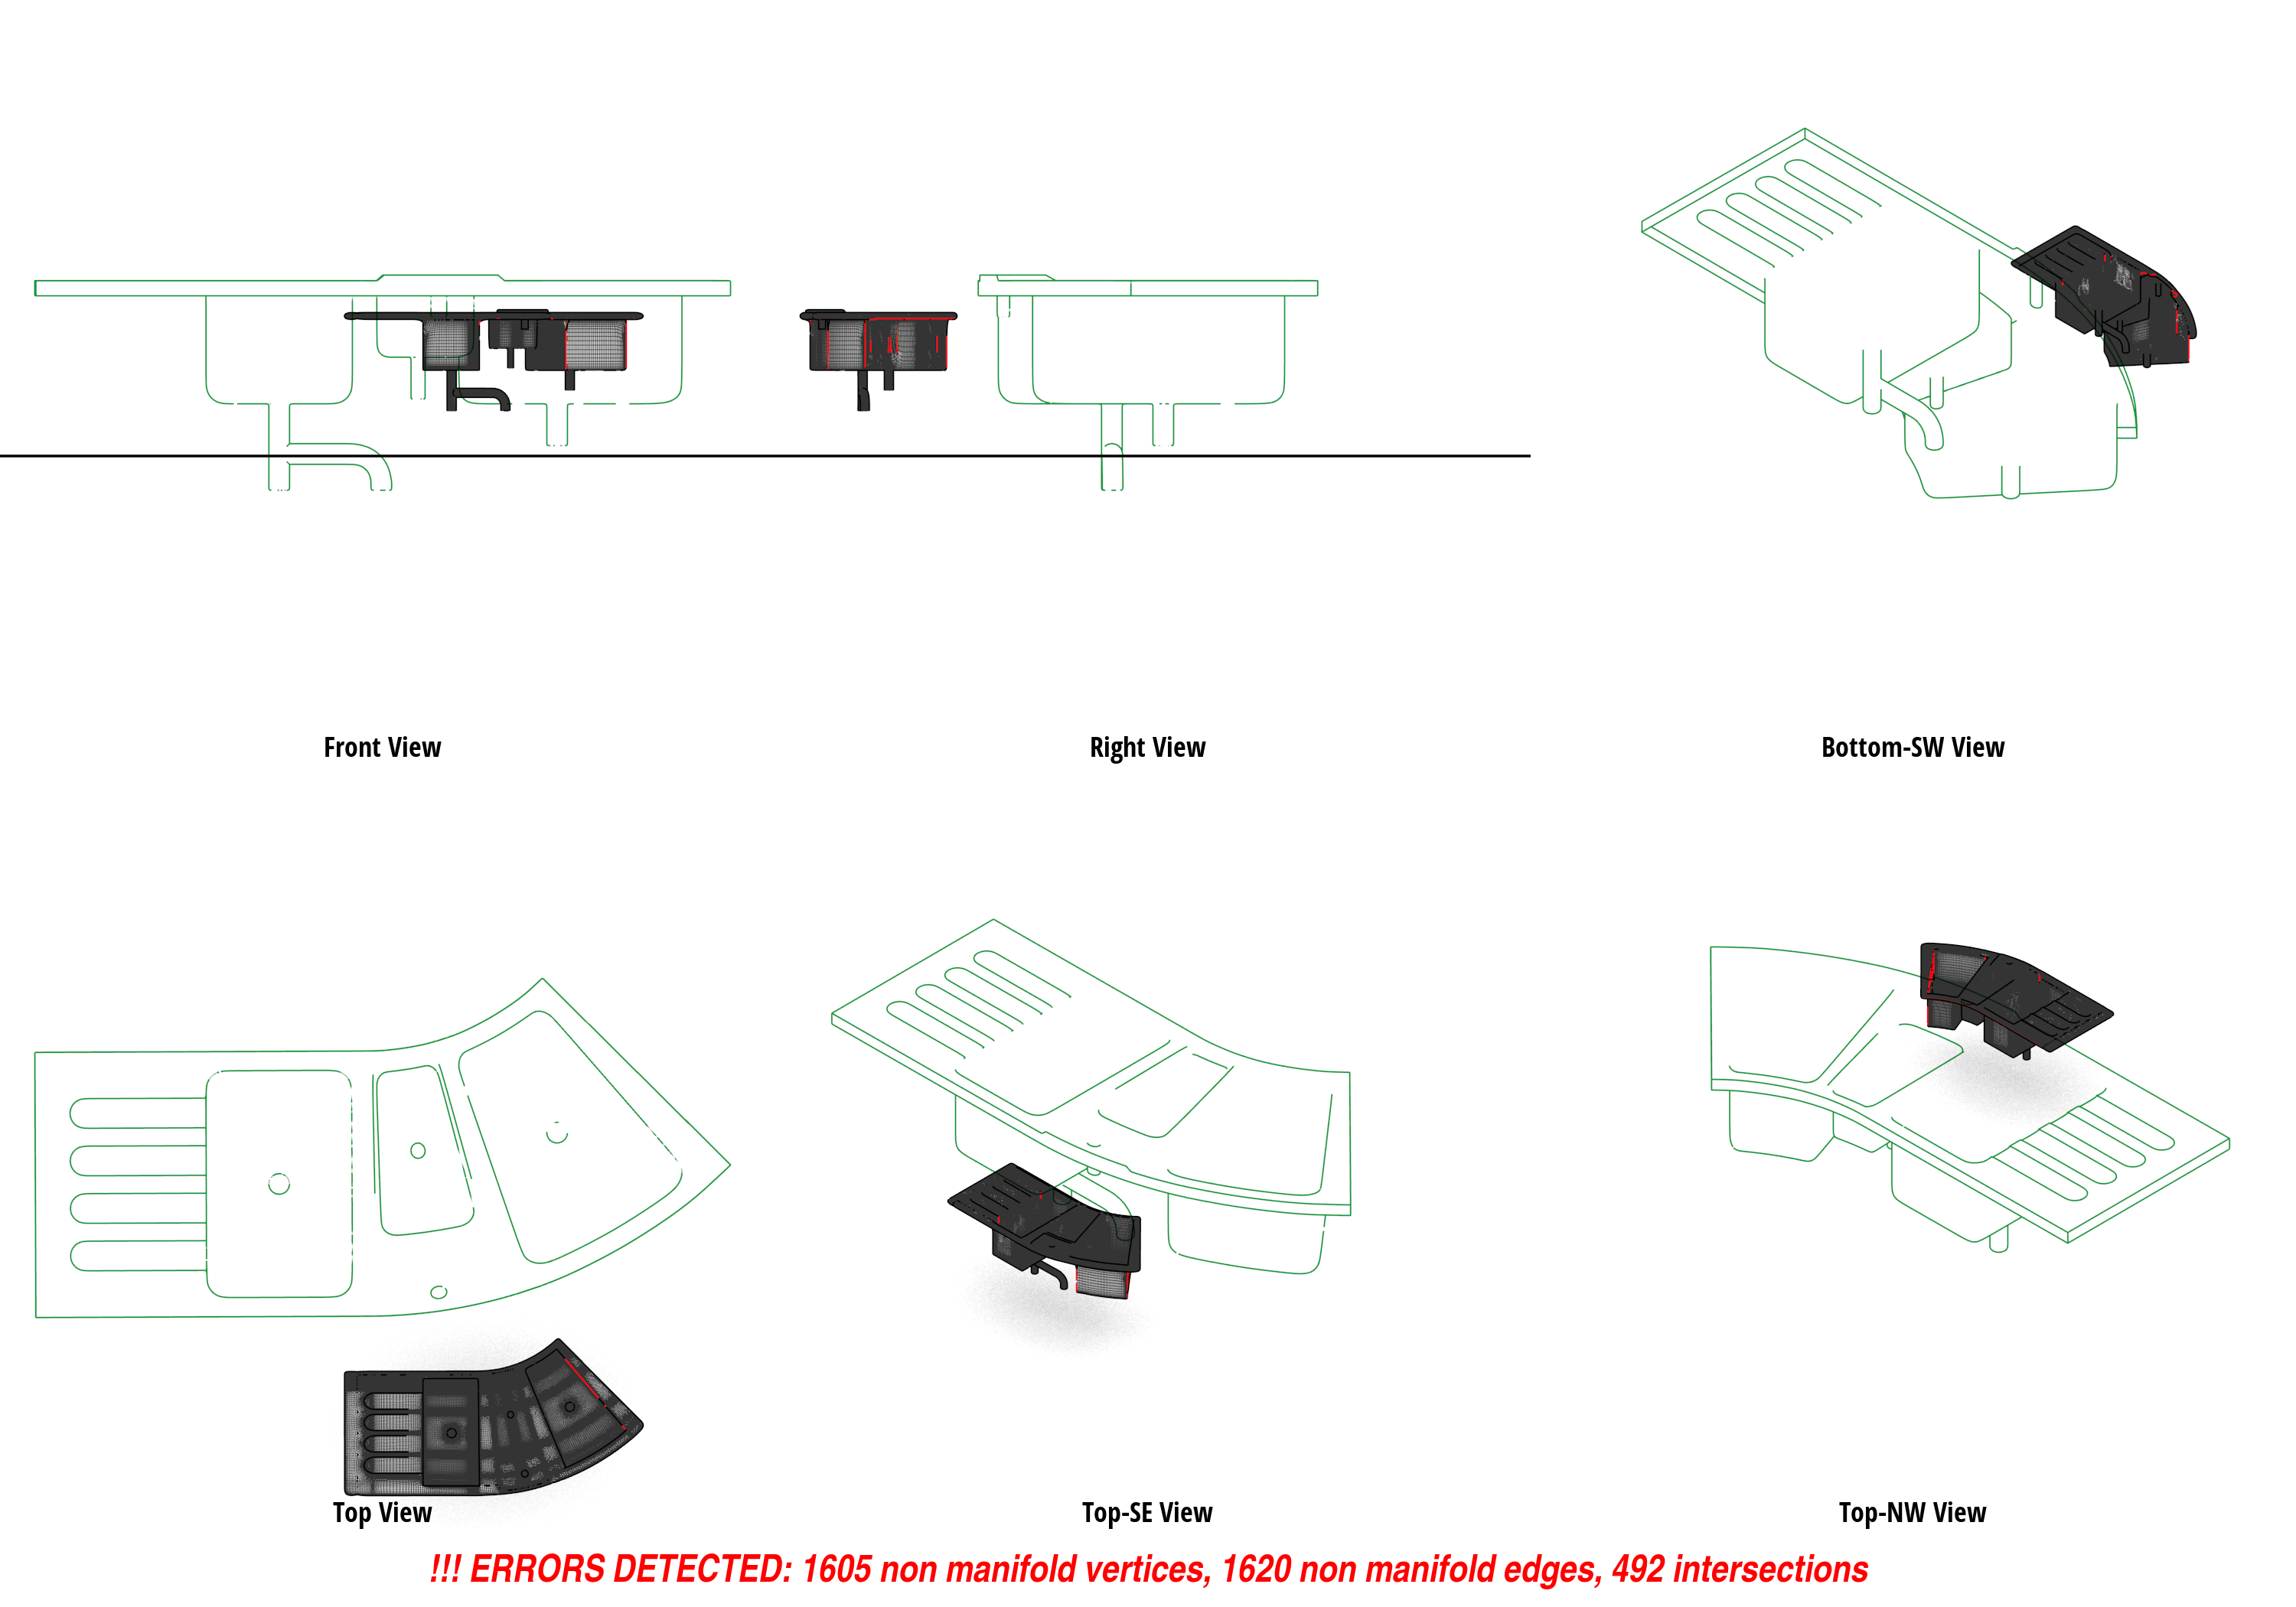 Front View
Right View
Bottom-SW View
Top View
Top-SE View
Top-NW View
!!! ERRORS DETECTED: 1605 non manifold vertices, 1620 non manifold edges, 492 intersections